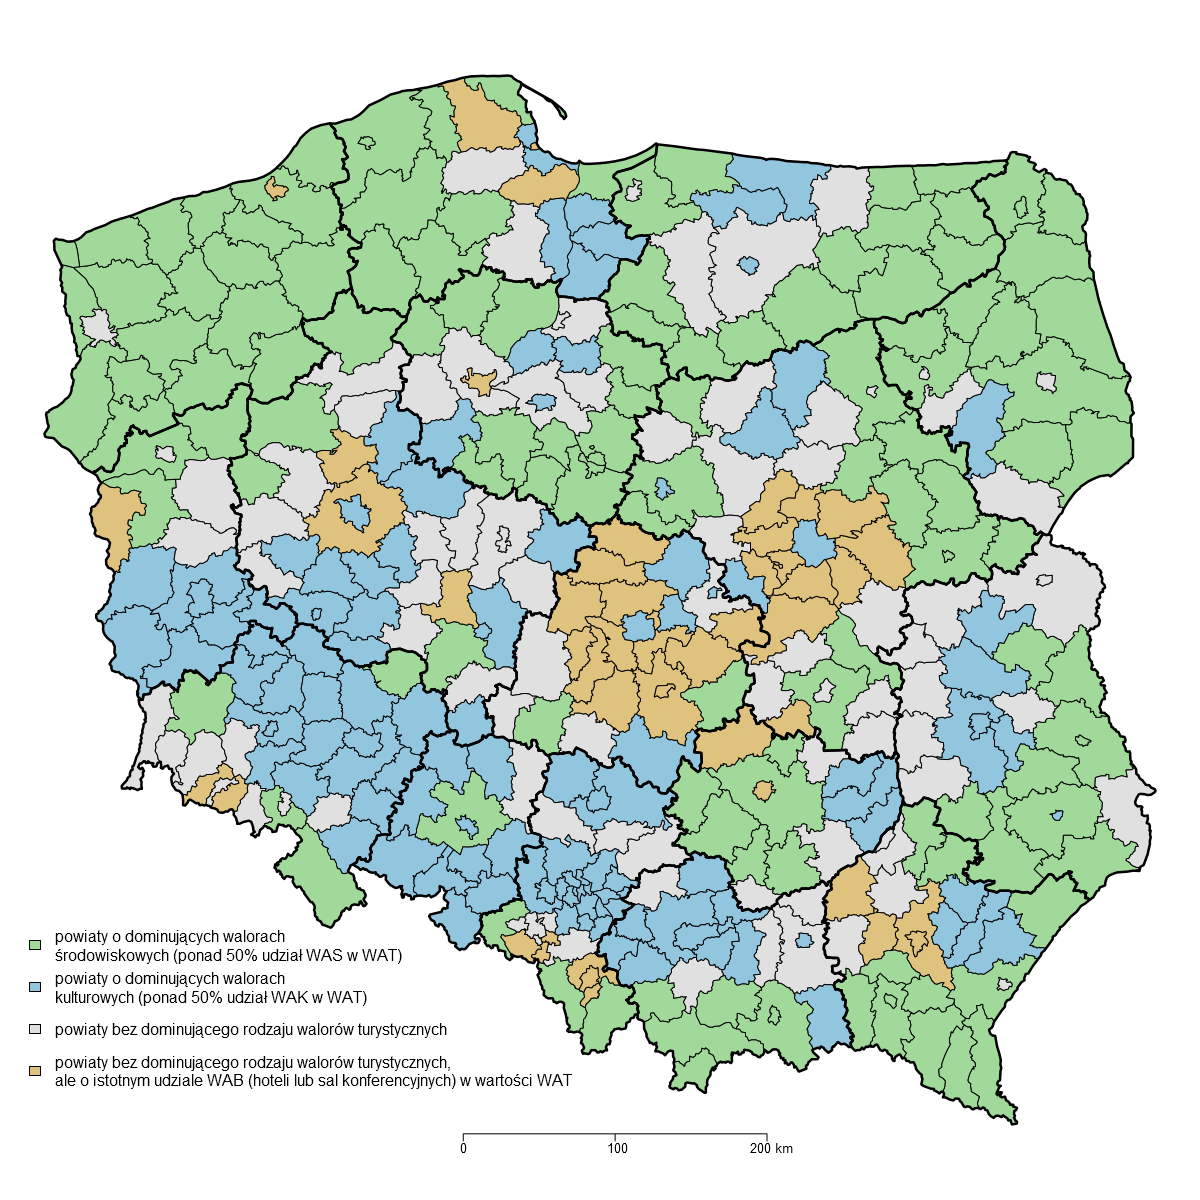 powiaty o dominujących walorach
środowiskowych (ponad 50% udział WAS w WAT)
powiaty o dominujących walorach
kulturowych (ponad 50% udział WAK w WAT)
powiaty bez dominującego rodzaju walorów turystycznych
powiaty bez dominującego rodzaju walorów turystycznych,
ale o istotnym udziale WAB (hoteli lub sal konferencyjnych) w wartości WAT
0 100 200 km